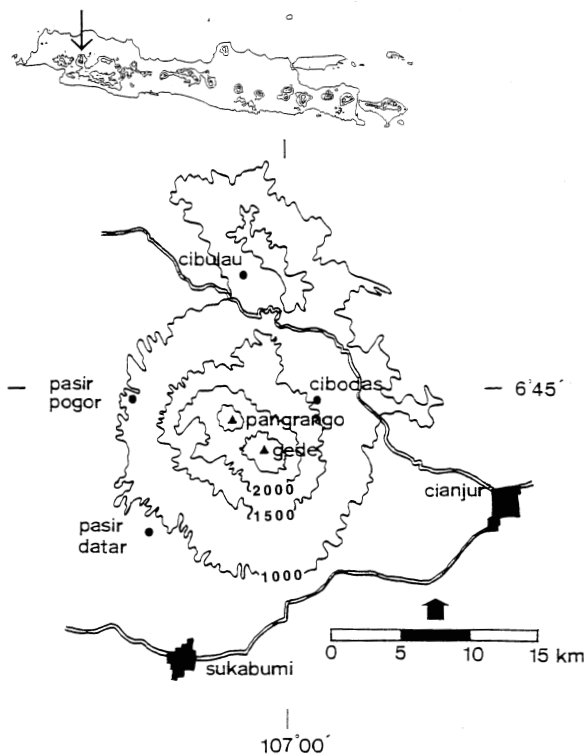 cibulau
pasir
pogor
cibodas
6°45′
pangrango
gede
2000
cianjur
1500
pasir
datar
1000
sukabumi
0 5 10 15 km
107°00′